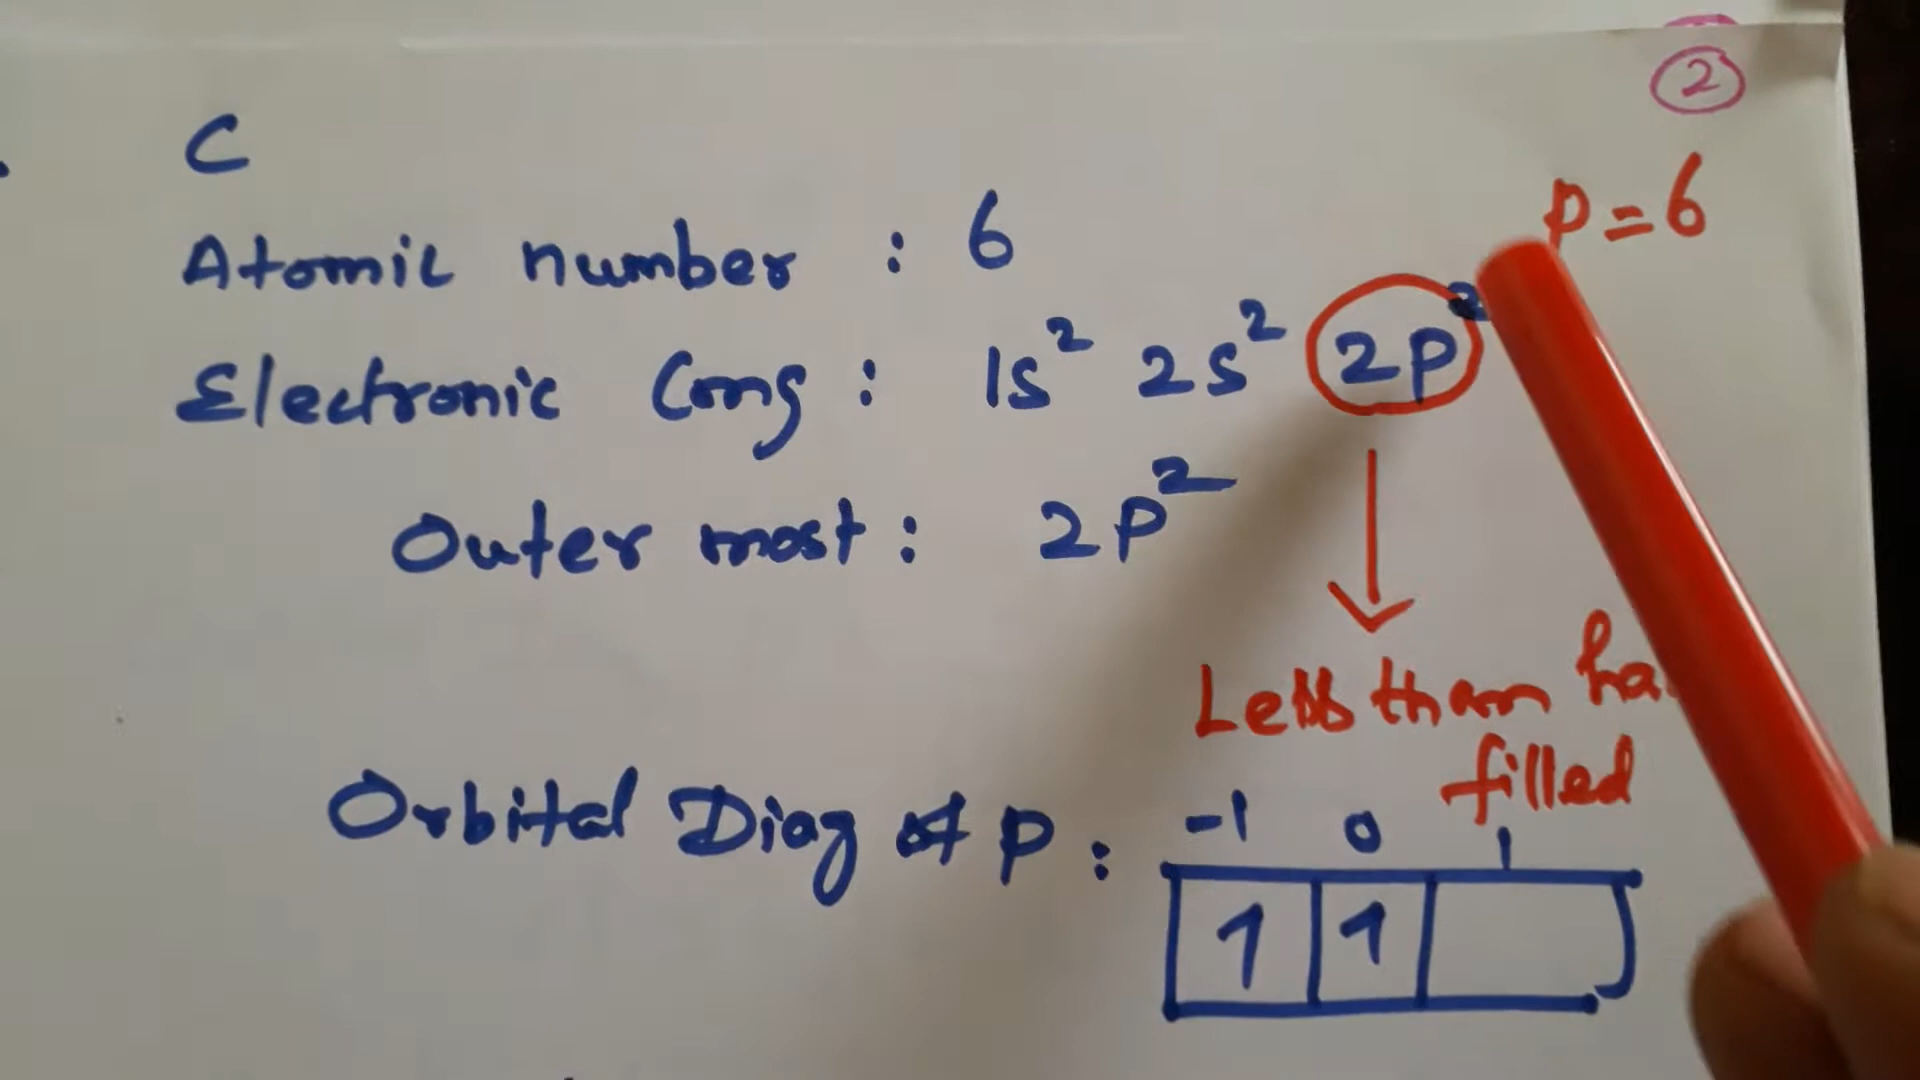 2
C
P=6
Atomic number : 6
Electronic Cong : 1s² 2s² 2p²
Outer most : 2p²
Less than
filled
Orbital Diag of p : -1 0 1
1 1